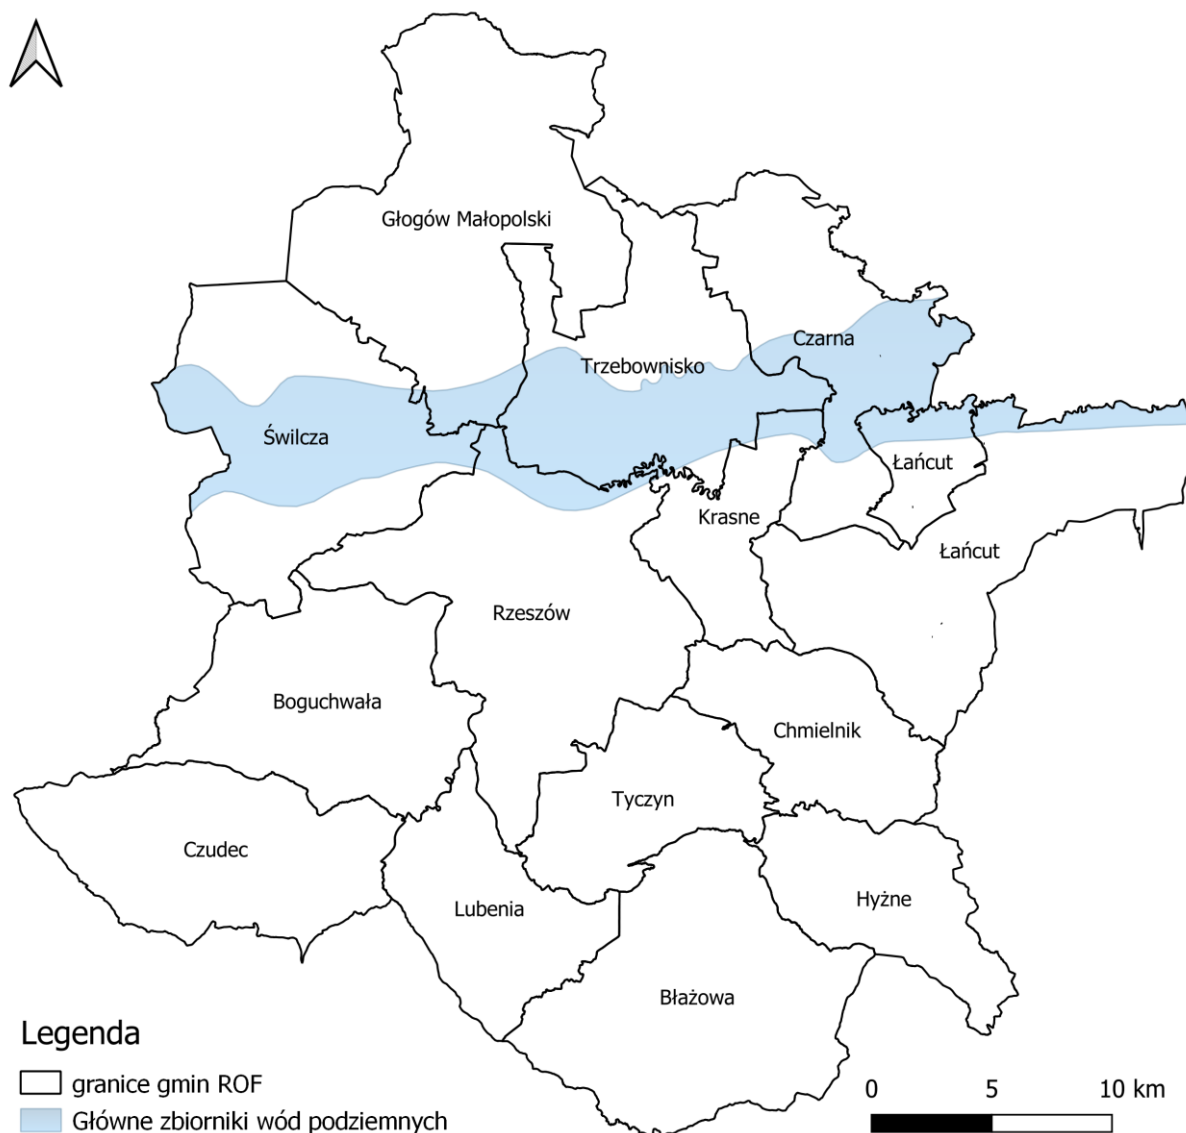 Głogów Małopolski
Czarna
Trzebownisko
Świlcza
Łańcut
Krasne
Łańcut
Rzeszów
Boguchwała
Chmielnik
Tyczyn
Czudec
Hyżne
Lubenia
Błażowa
Legenda
granice gmin ROF
Główne zbiorniki wód podziemnych
0 5 10 km